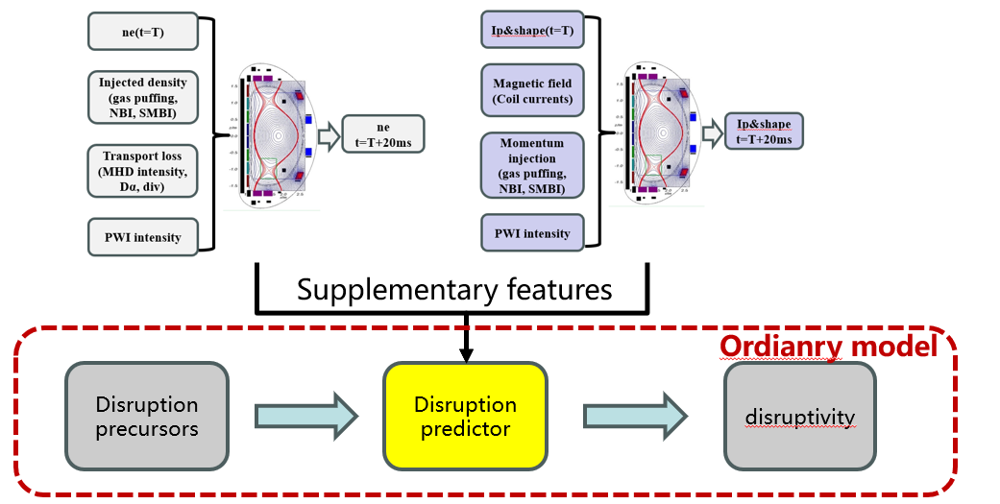 ne(t=T)
Injected density
(gas puffing,
NBI, SMBI)
Transport loss
(MHD intensity,
Dα, div)
PWI intensity
ne
t=T+20ms
Ip&shape(t=T)
Magnetic field
(Coil currents)
Momentum
injection
(gas puffing,
NBI, SMBI)
PWI intensity
Ip&shape
t=T+20ms
Supplementary features
Ordianry model
Disruption
precursors
Disruption
predictor
disruptivity